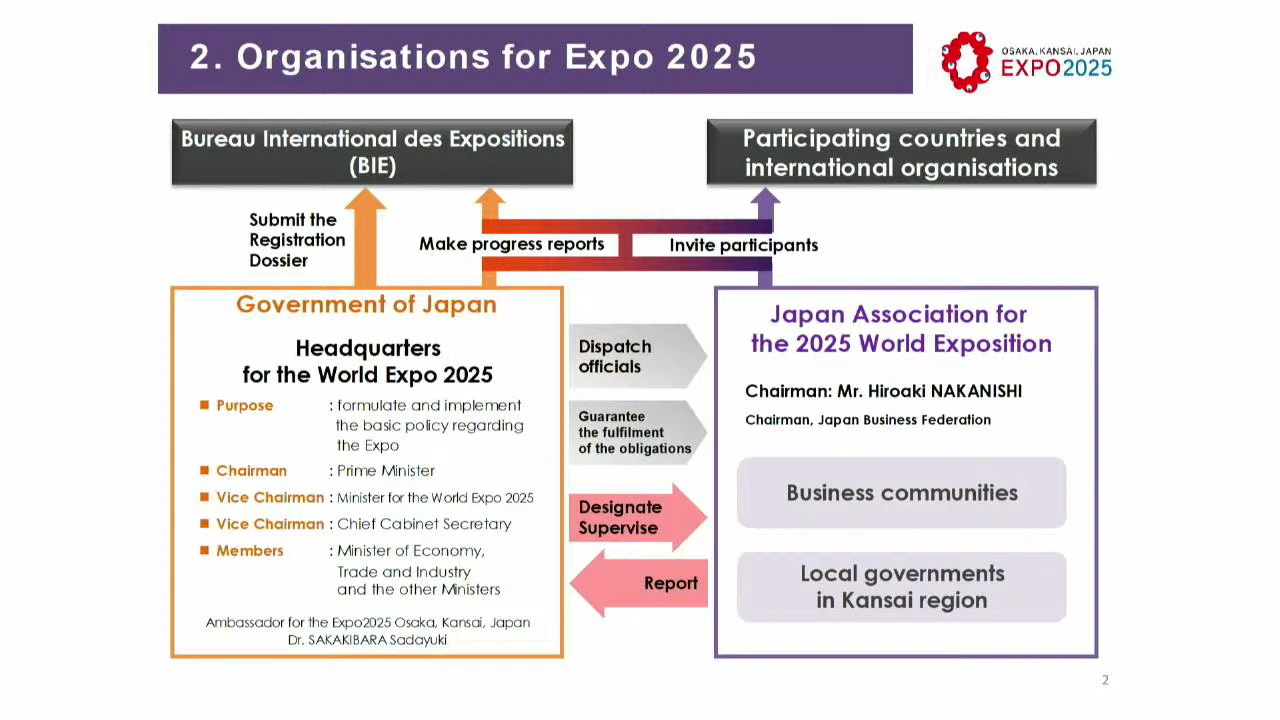 2. Organisations for Expo 2025
OSAKA, KANSAI, JAPAN
EXPO2025
Bureau International des Expositions
(BIE)
Participating countries and
international organisations
Submit the
Registration
Dossier
Make progress reports
Invite participants
Government of Japan
Headquarters
for the World Expo 2025
■ Purpose : formulate and implement
the basic policy regarding
the Expo
■ Chairman : Prime Minister
■ Vice Chairman : Minister for the World Expo 2025
■ Vice Chairman : Chief Cabinet Secretary
■ Members : Minister of Economy,
Trade and Industry
and the other Ministers
Ambassador for the Expo2025 Osaka, Kansai, Japan
Dr. SAKAKIBARA Sadayuki
Dispatch
officials
Guarantee
the fulfilment
of the obligations
Designate
Supervise
Report
Japan Association for
the 2025 World Exposition
Chairman: Mr. Hiroaki NAKANISHI
Chairman, Japan Business Federation
Business communities
Local governments
in Kansai region
2